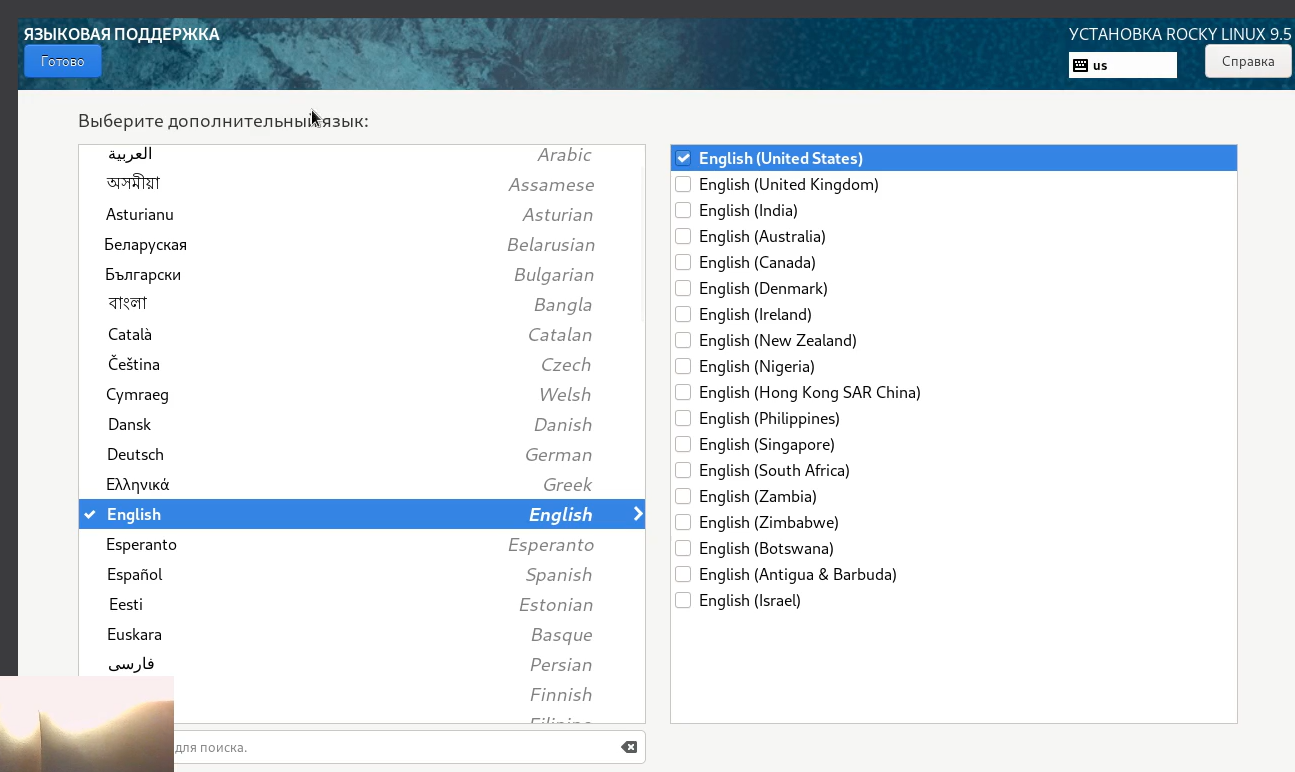 ЯЗЫКОВАЯ ПОДДЕРЖКА
УСТАНОВКА ROCKY LINUX 9.5
Готово
us
Справка
Выберите дополнительный язык:
العربية Arabic
অসমীয়া Assamese
Asturianu Asturian
Беларуская Belarusian
Български Bulgarian
বাংলা Bangla
Català Catalan
Čeština Czech
Cymraeg Welsh
Dansk Danish
Deutsch German
Ελληνικά Greek
English English
Esperanto Esperanto
Español Spanish
Eesti Estonian
Euskara Basque
فارسی Persian
Finnish
Filipino
для поиска.
English (United States)
English (United Kingdom)
English (India)
English (Australia)
English (Canada)
English (Denmark)
English (Ireland)
English (New Zealand)
English (Nigeria)
English (Hong Kong SAR China)
English (Philippines)
English (Singapore)
English (South Africa)
English (Zambia)
English (Zimbabwe)
English (Botswana)
English (Antigua & Barbuda)
English (Israel)